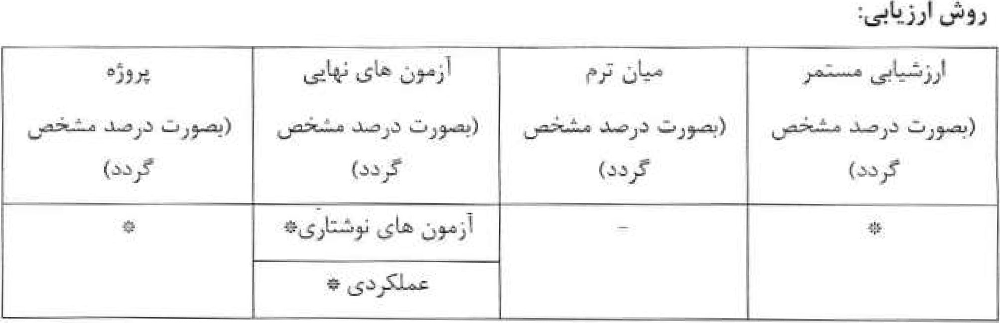 روش ارزیابی:
ارزشیابی مستمر
(بصورت درصد مشخص
گردد)
میان ترم
(بصورت درصد مشخص
گردد)
آزمون های نهایی
(بصورت درصد مشخص
گردد)
پروژه
(بصورت درصد مشخص
گردد)
*
-
آزمون های نوشتاری*
عملکردی *
*